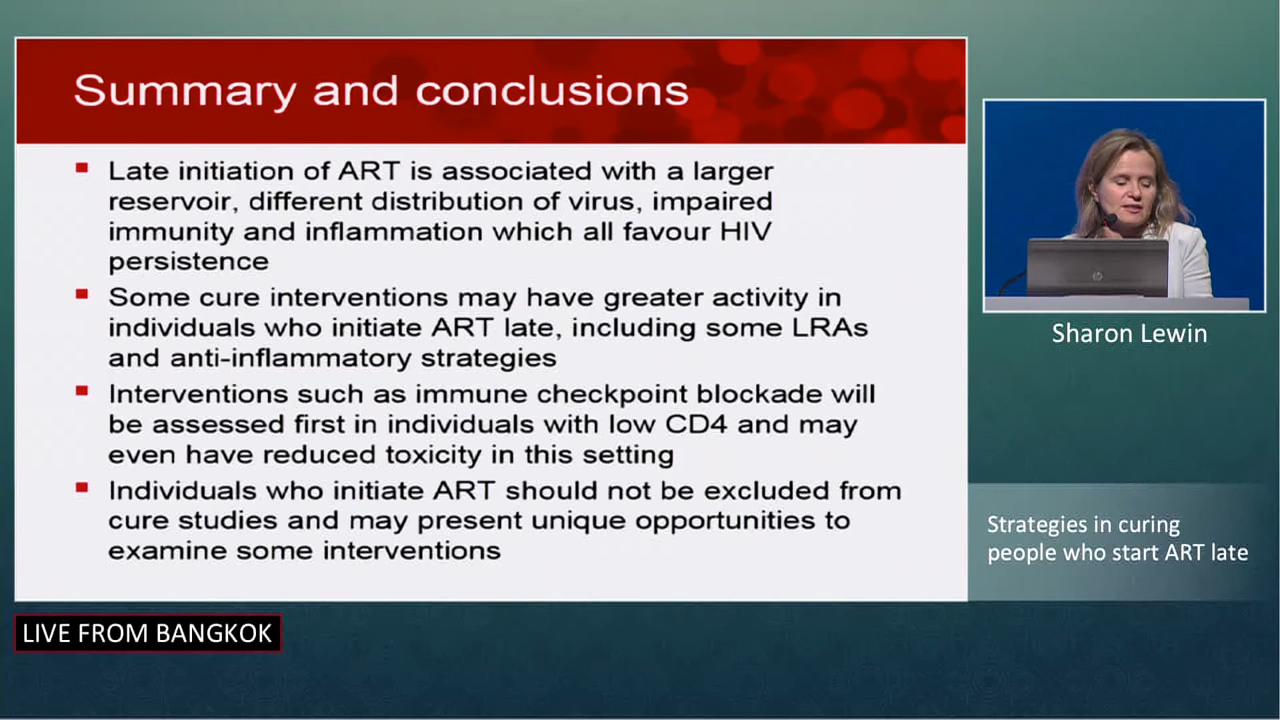 Summary and conclusions
Late initiation of ART is associated with a larger
reservoir, different distribution of virus, impaired
immunity and inflammation which all favour HIV
persistence
Some cure interventions may have greater activity in
individuals who initiate ART late, including some LRAs
and anti-inflammatory strategies
Interventions such as immune checkpoint blockade will
be assessed first in individuals with low CD4 and may
even have reduced toxicity in this setting
Individuals who initiate ART should not be excluded from
cure studies and may present unique opportunities to
examine some interventions
hp
Sharon Lewin
Strategies in curing
people who start ART late
LIVE FROM BANGKOK